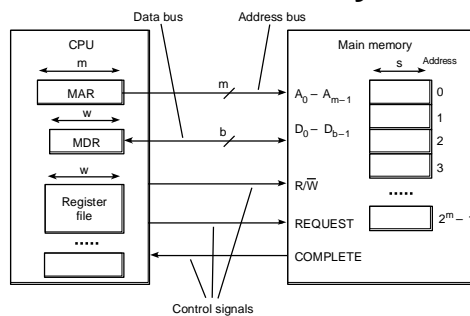 Data bus
Address bus
CPU
Main memory
m
MAR
m
A0 – Am–1
s
Address
0
1
w
MDR
b
D0 – Db–1
2
3
w
Register
file
R/W̅
.....
REQUEST
2^m –
.....
COMPLETE
Control signals